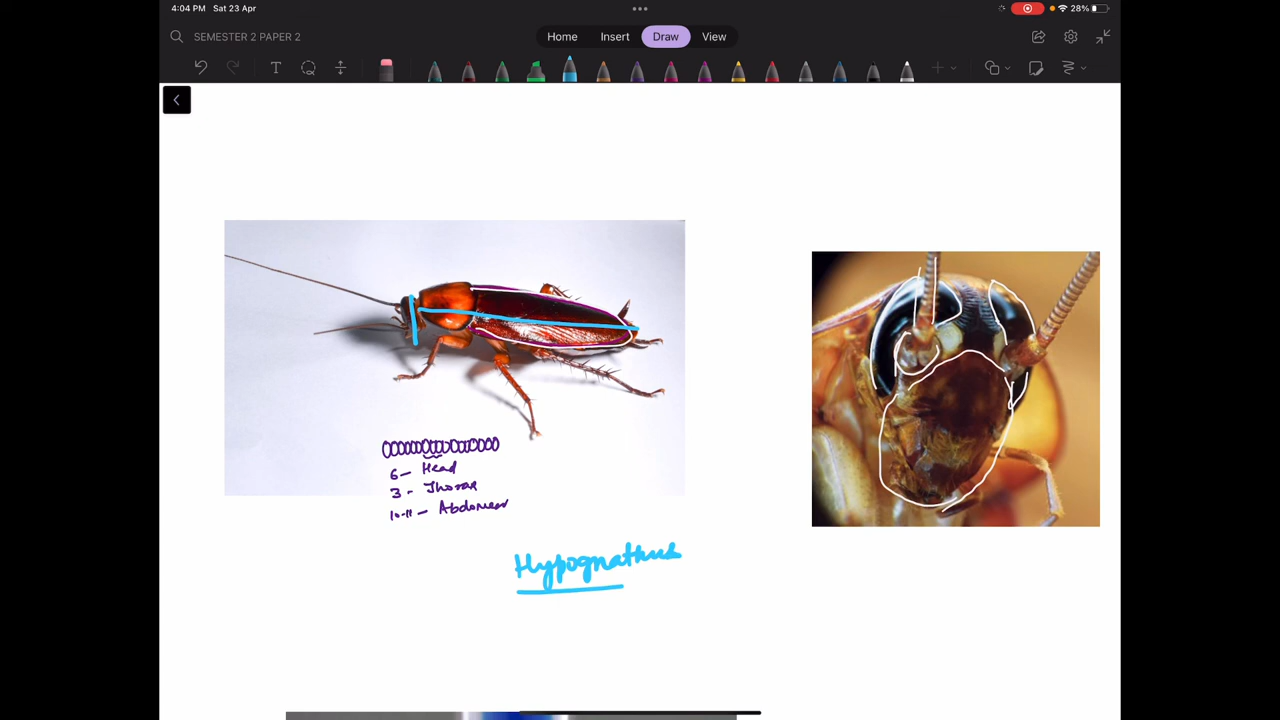 4:04 PM Sat 23 Apr
28%
SEMESTER 2 PAPER 2
Home Insert Draw View
T
6 - Head
3 - Thorax
10-11 - Abdomen
Hypognathus